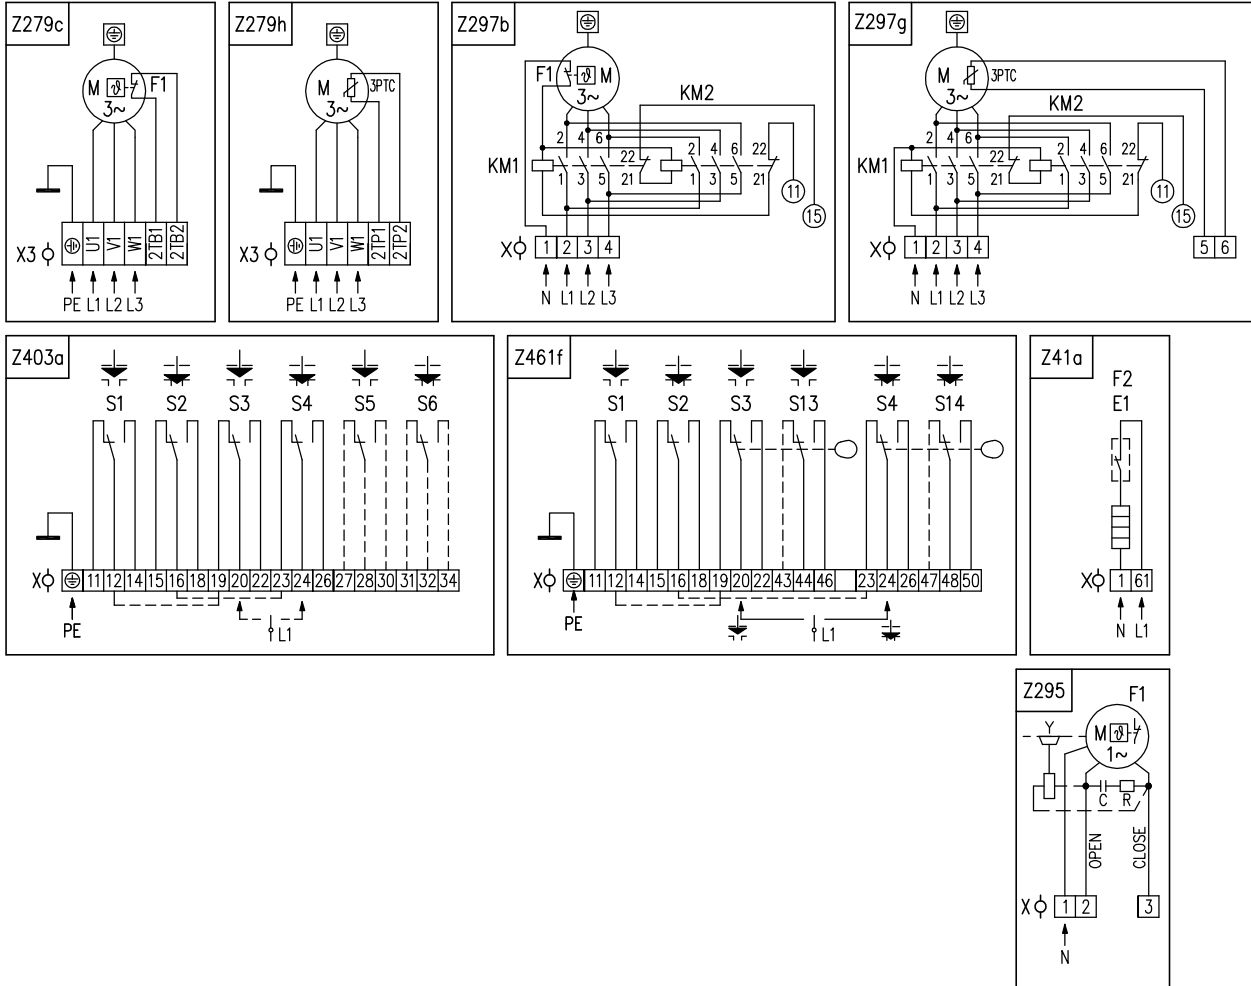 Z279c
F1
M ϑ
3~
X3
U1 V1 W1 2TB1 2TB2
PE L1 L2 L3
Z279h
M 3PTC
3~
X3
U1 V1 W1 2TP1 2TP2
PE L1 L2 L3
Z297b
F1 ϑ M
3~
KM2
2 4 6 2 4 6 22
KM1 22
1 3 5 21 1 3 5 21
11
15
X 1 2 3 4
N L1 L2 L3
Z297g
M 3PTC
3~
KM2
2 4 6 2 4 6 22
KM1 22
1 3 5 21 1 3 5 21
11
15
X 1 2 3 4 5 6
N L1 L2 L3
Z403a
S1 S2 S3 S4 S5 S6
X 11 12 14 15 16 18 19 20 22 23 24 26 27 28 30 31 32 34
PE
L1
Z461f
S1 S2 S3 S13 S4 S14
X 11 12 14 15 16 18 19 20 22 43 44 46 23 24 26 47 48 50
PE
L1
Z41a
F2
E1
X 1 61
N L1
Z295
F1
Y
M ϑ
1~
C R
OPEN CLOSE
X 1 2 3
N